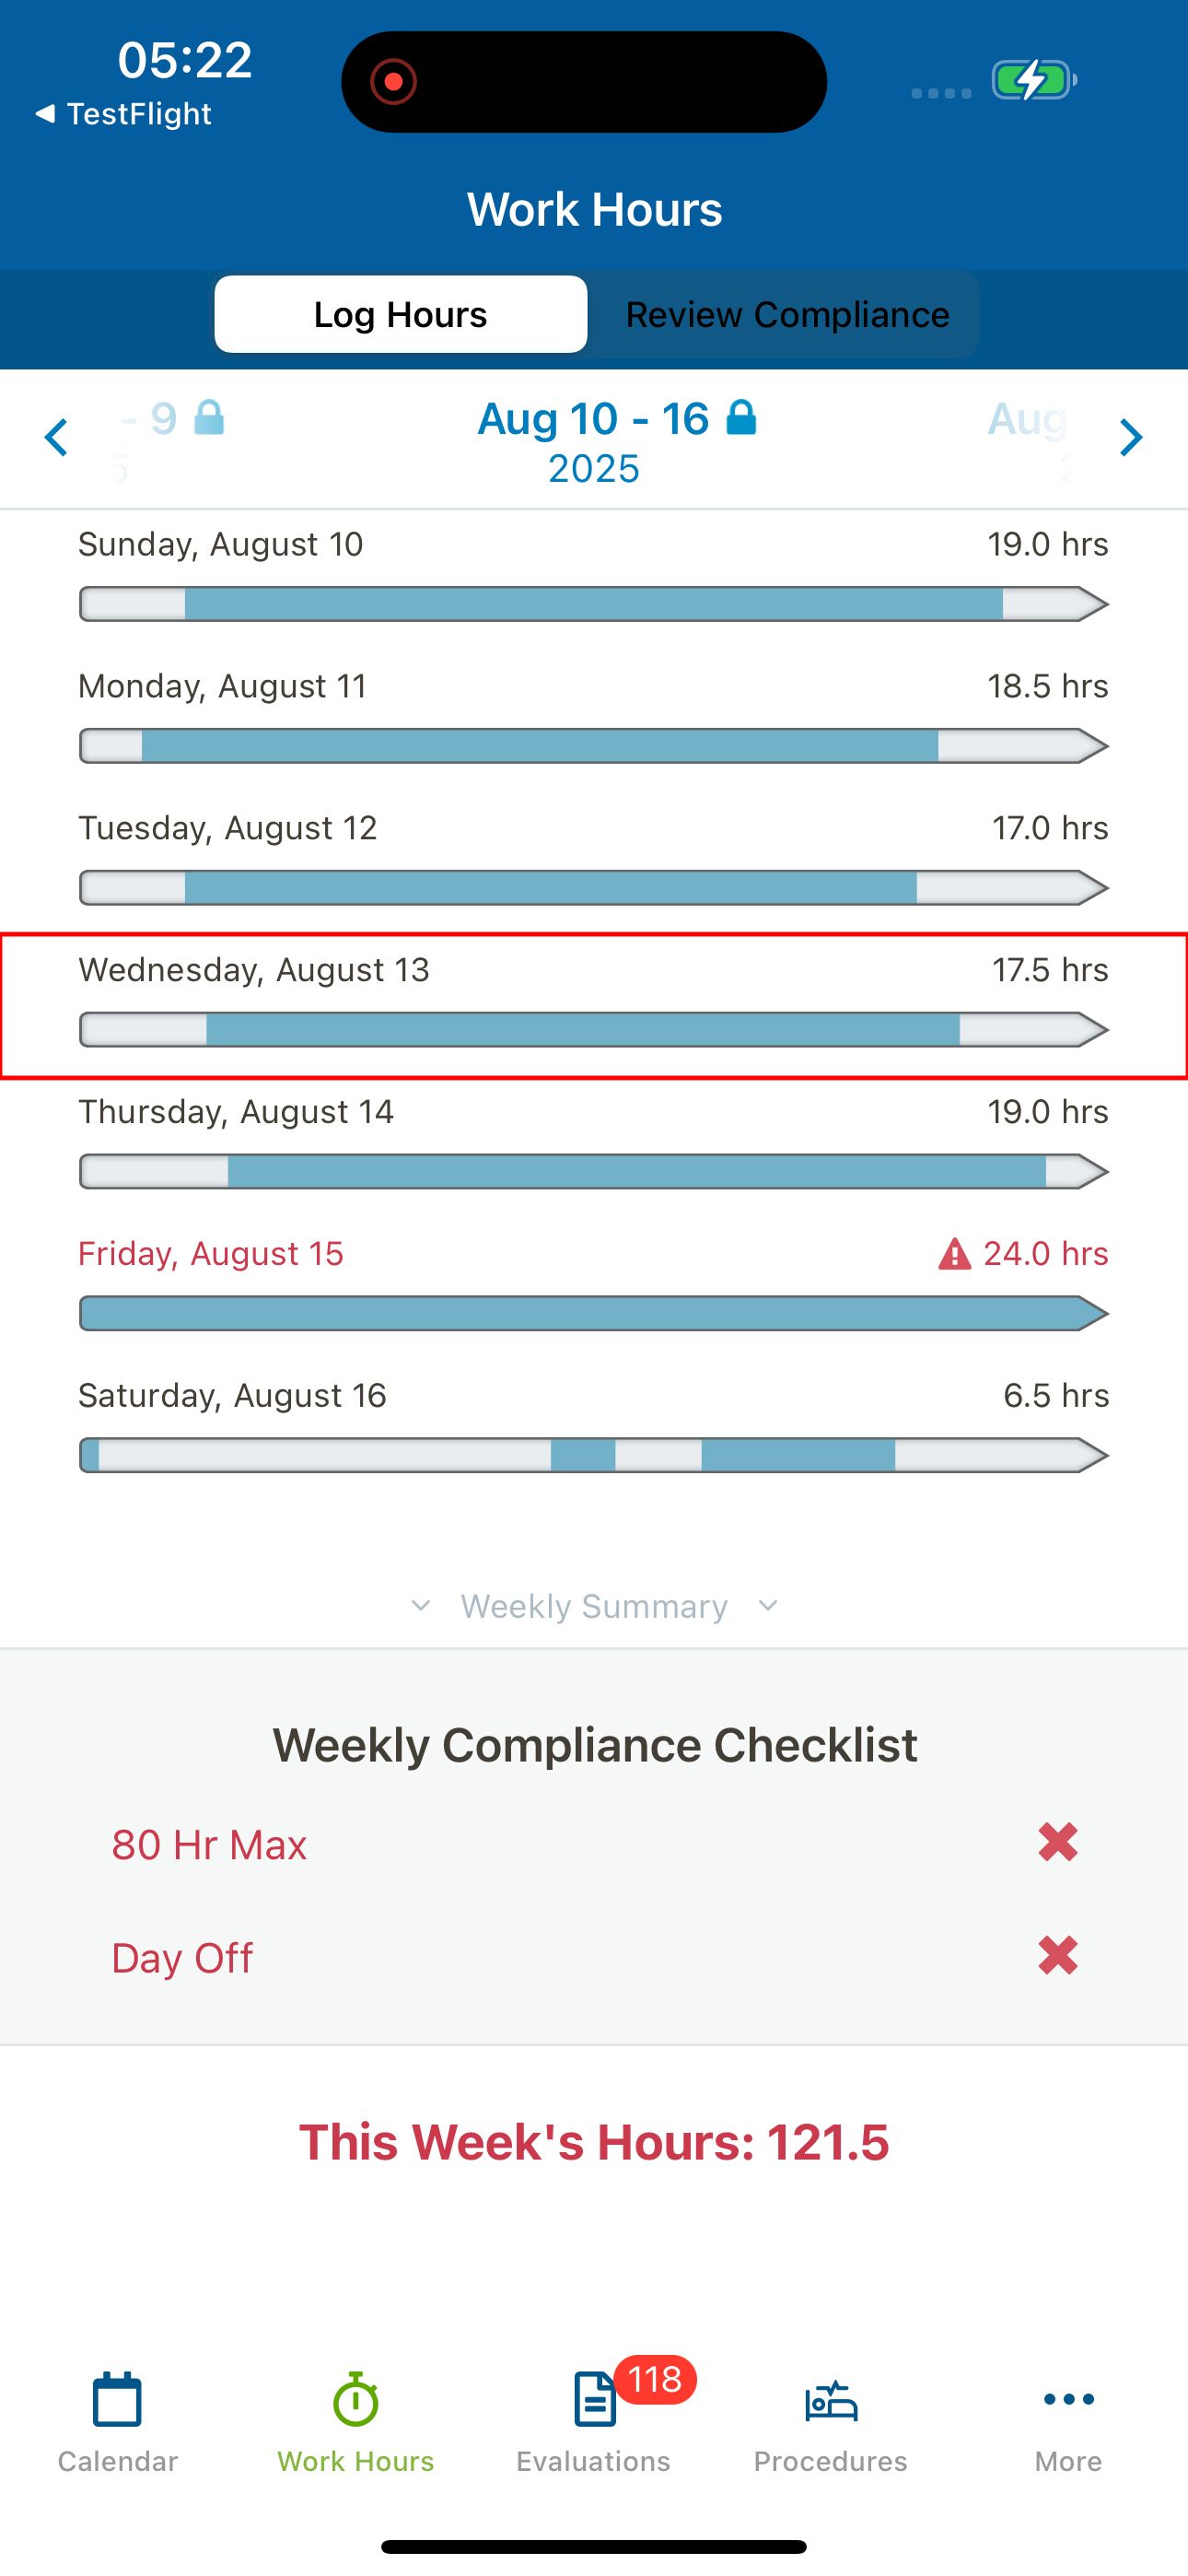 05:22
◀ TestFlight
Work Hours
Log Hours
Review Compliance
- 9
5
Aug 10 - 16
2025
Aug
2
Sunday, August 10
19.0 hrs
Monday, August 11
18.5 hrs
Tuesday, August 12
17.0 hrs
Wednesday, August 13
17.5 hrs
Thursday, August 14
19.0 hrs
Friday, August 15
24.0 hrs
Saturday, August 16
6.5 hrs
Weekly Summary
Weekly Compliance Checklist
80 Hr Max
Day Off
This Week's Hours: 121.5
118
Calendar
Work Hours
Evaluations
Procedures
More